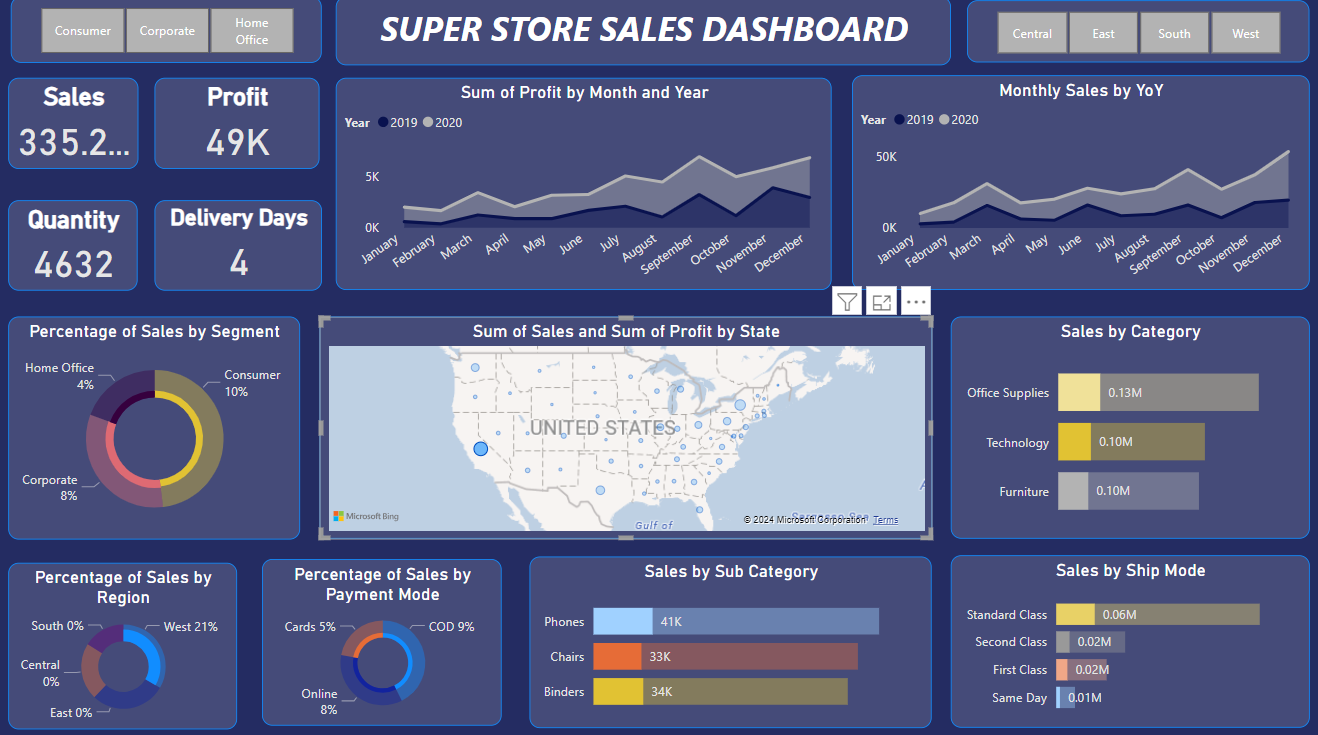 Consumer
Corporate
Home
Office
SUPER STORE SALES DASHBOARD
Central
East
South
West
Sales
335.2...
Profit
49K
Quantity
4632
Delivery Days
4
Sum of Profit by Month and Year
Year 2019 2020
5K
0K
January
February
March
April
May
June
July
August
September
October
November
December
Monthly Sales by YoY
Year 2019 2020
50K
0K
January
February
March
April
May
June
July
August
September
October
November
December
Percentage of Sales by Segment
Home Office
4%
Consumer
10%
Corporate
8%
Sum of Sales and Sum of Profit by State
UNITED STATES
Gulf of
Sargasso Sea
Microsoft Bing
© 2024 Microsoft Corporation Terms
Sales by Category
Office Supplies 0.13M
Technology 0.10M
Furniture 0.10M
Percentage of Sales by
Region
South 0%
West 21%
Central
0%
East 0%
Percentage of Sales by
Payment Mode
Cards 5%
COD 9%
Online
8%
Sales by Sub Category
Phones 41K
Chairs 33K
Binders 34K
Sales by Ship Mode
Standard Class 0.06M
Second Class 0.02M
First Class 0.02M
Same Day 0.01M